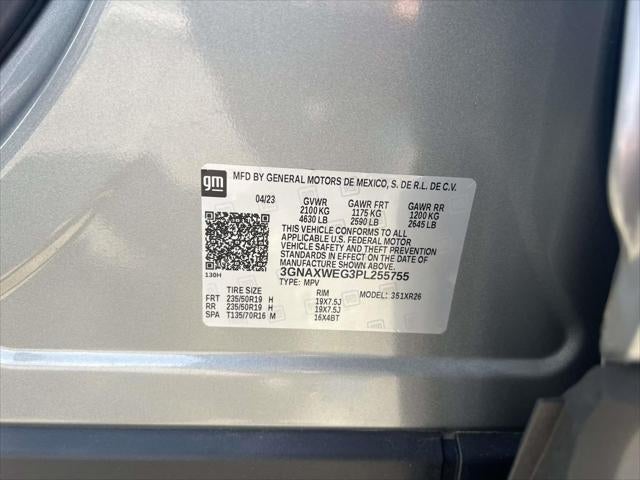 gm MFD BY GENERAL MOTORS DE MEXICO, S. DE R.L. DE C.V.
04/23 GVWR GAWR FRT GAWR RR
2100 KG 1175 KG 1200 KG
4630 LB 2590 LB 2645 LB
THIS VEHICLE CONFORMS TO ALL
APPLICABLE U.S. FEDERAL MOTOR
VEHICLE SAFETY AND THEFT PREVENTION
STANDARDS IN EFFECT ON THE DATE OF
MANUFACTURE SHOWN ABOVE.
3GNAXWEG3PL255755
130H TYPE: MPV MODEL: 351XR26
TIRE SIZE RIM
FRT 235/50R19 H 19X7.5J
RR 235/50R19 H 19X7.5J
SPA T135/70R16 M 16X4BT